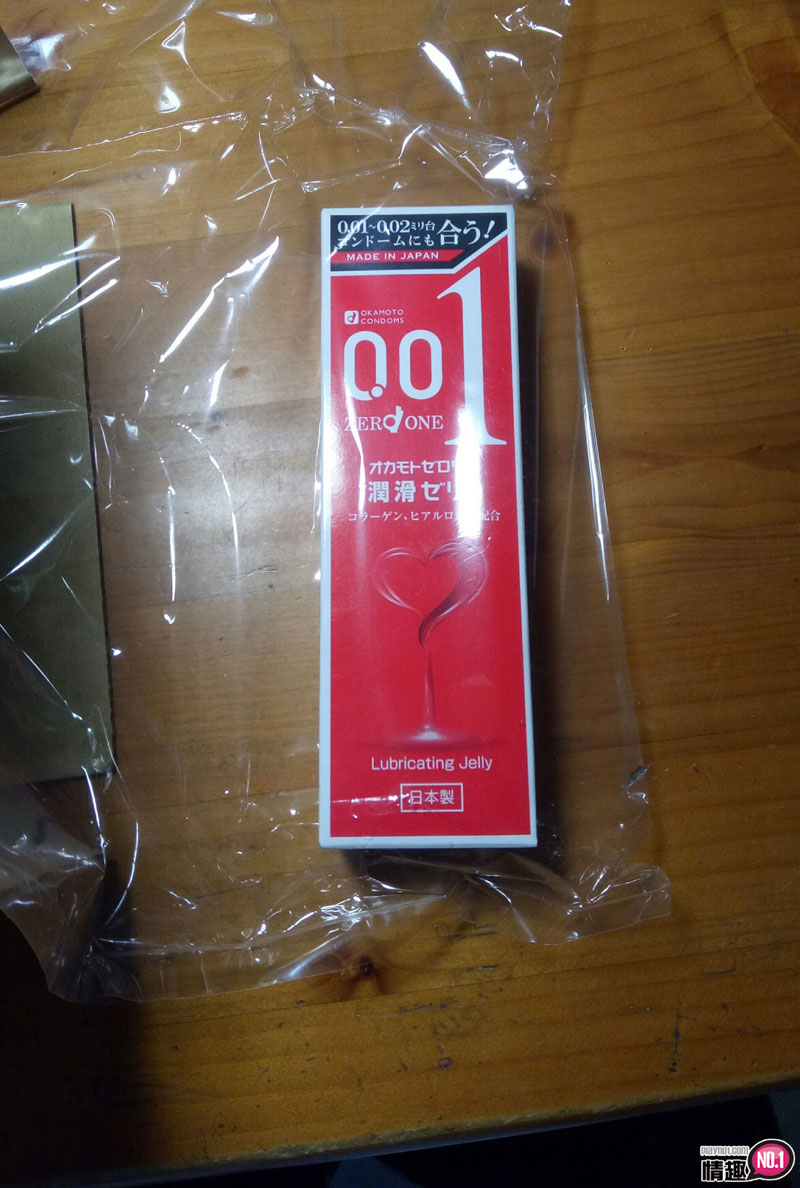 0.01~0.02ミリ台
コンドームにも合う!
MADE IN JAPAN
OKAMOTO
CONDOMS
0.01
ZERO ONE
オカモトゼロ
潤滑ゼリ
コラーゲン、ヒアルロ 配合
Lubricating Jelly
日本製
playno1.com
情趣 NO.1